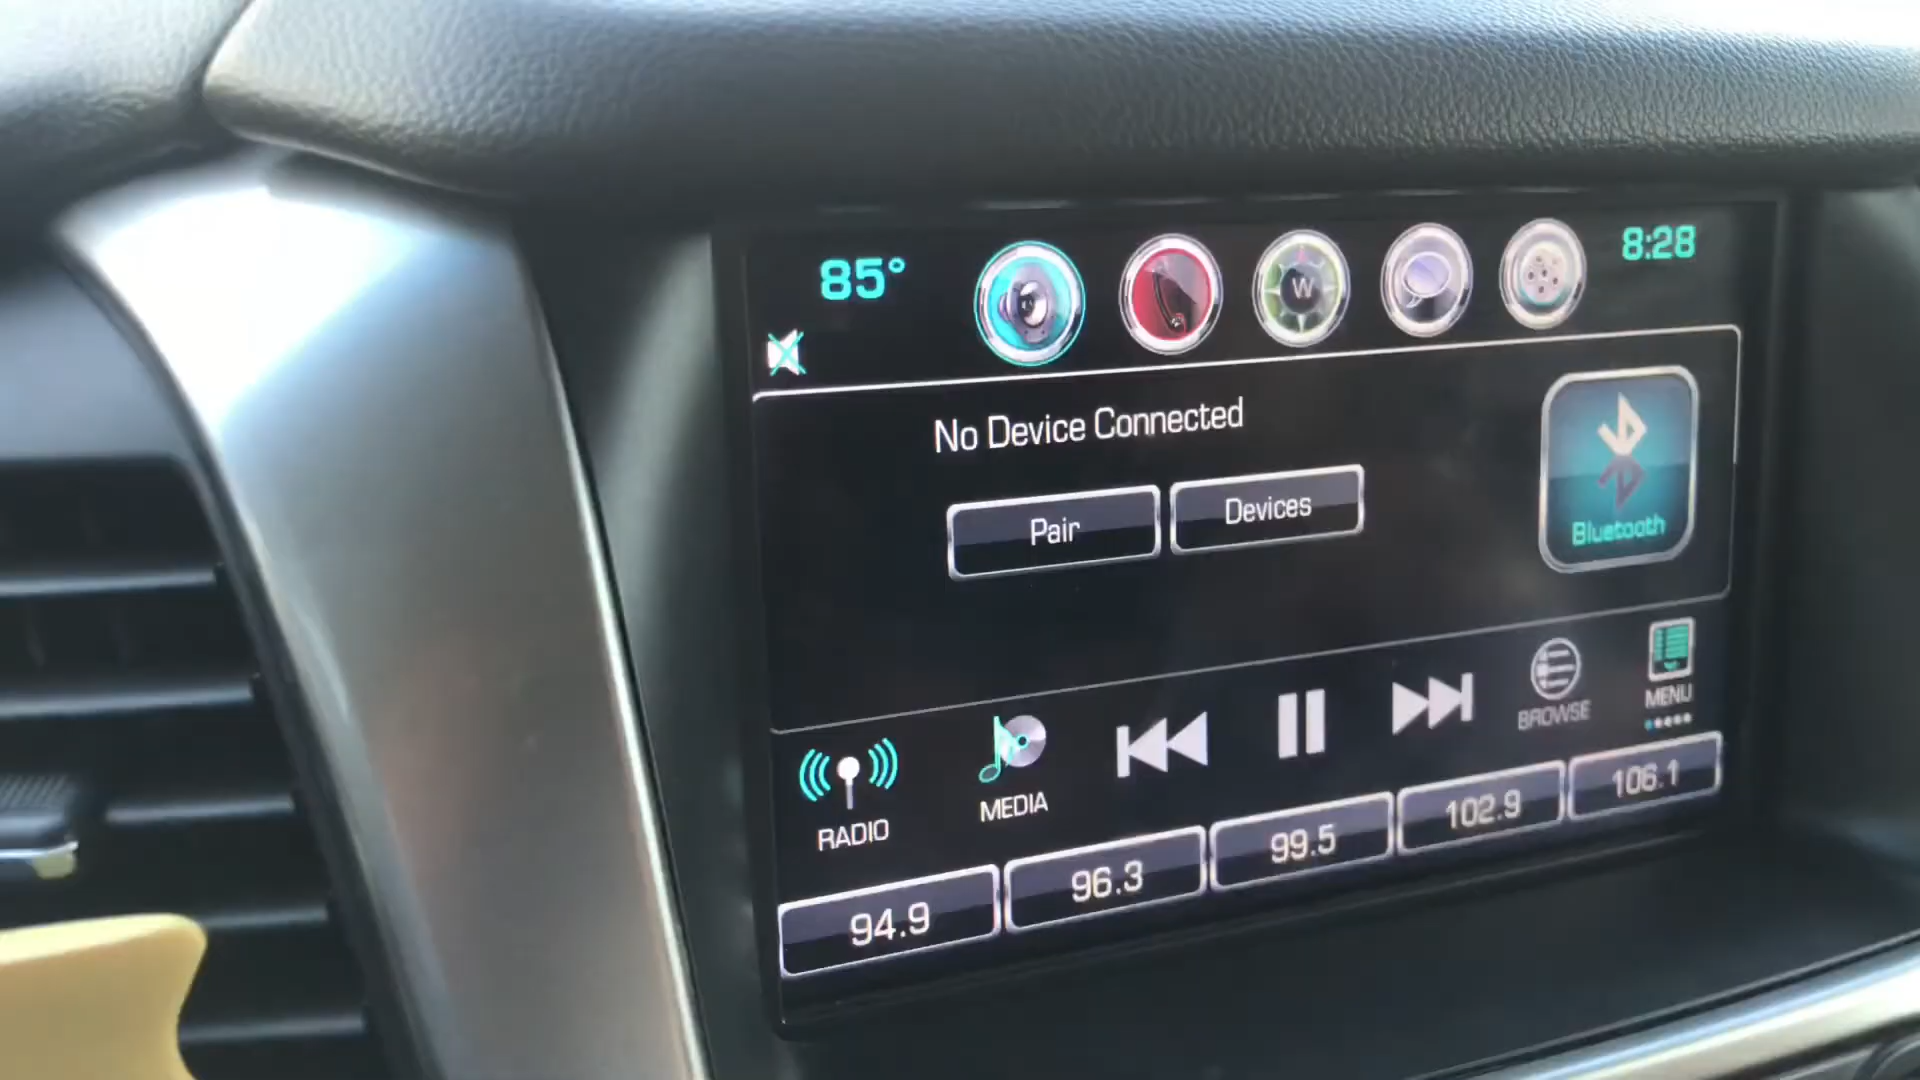 85°
W
8:28
No Device Connected
Pair
Devices
Bluetooth
RADIO
MEDIA
BROWSE
MENU
94.9
96.3
99.5
102.9
106.1